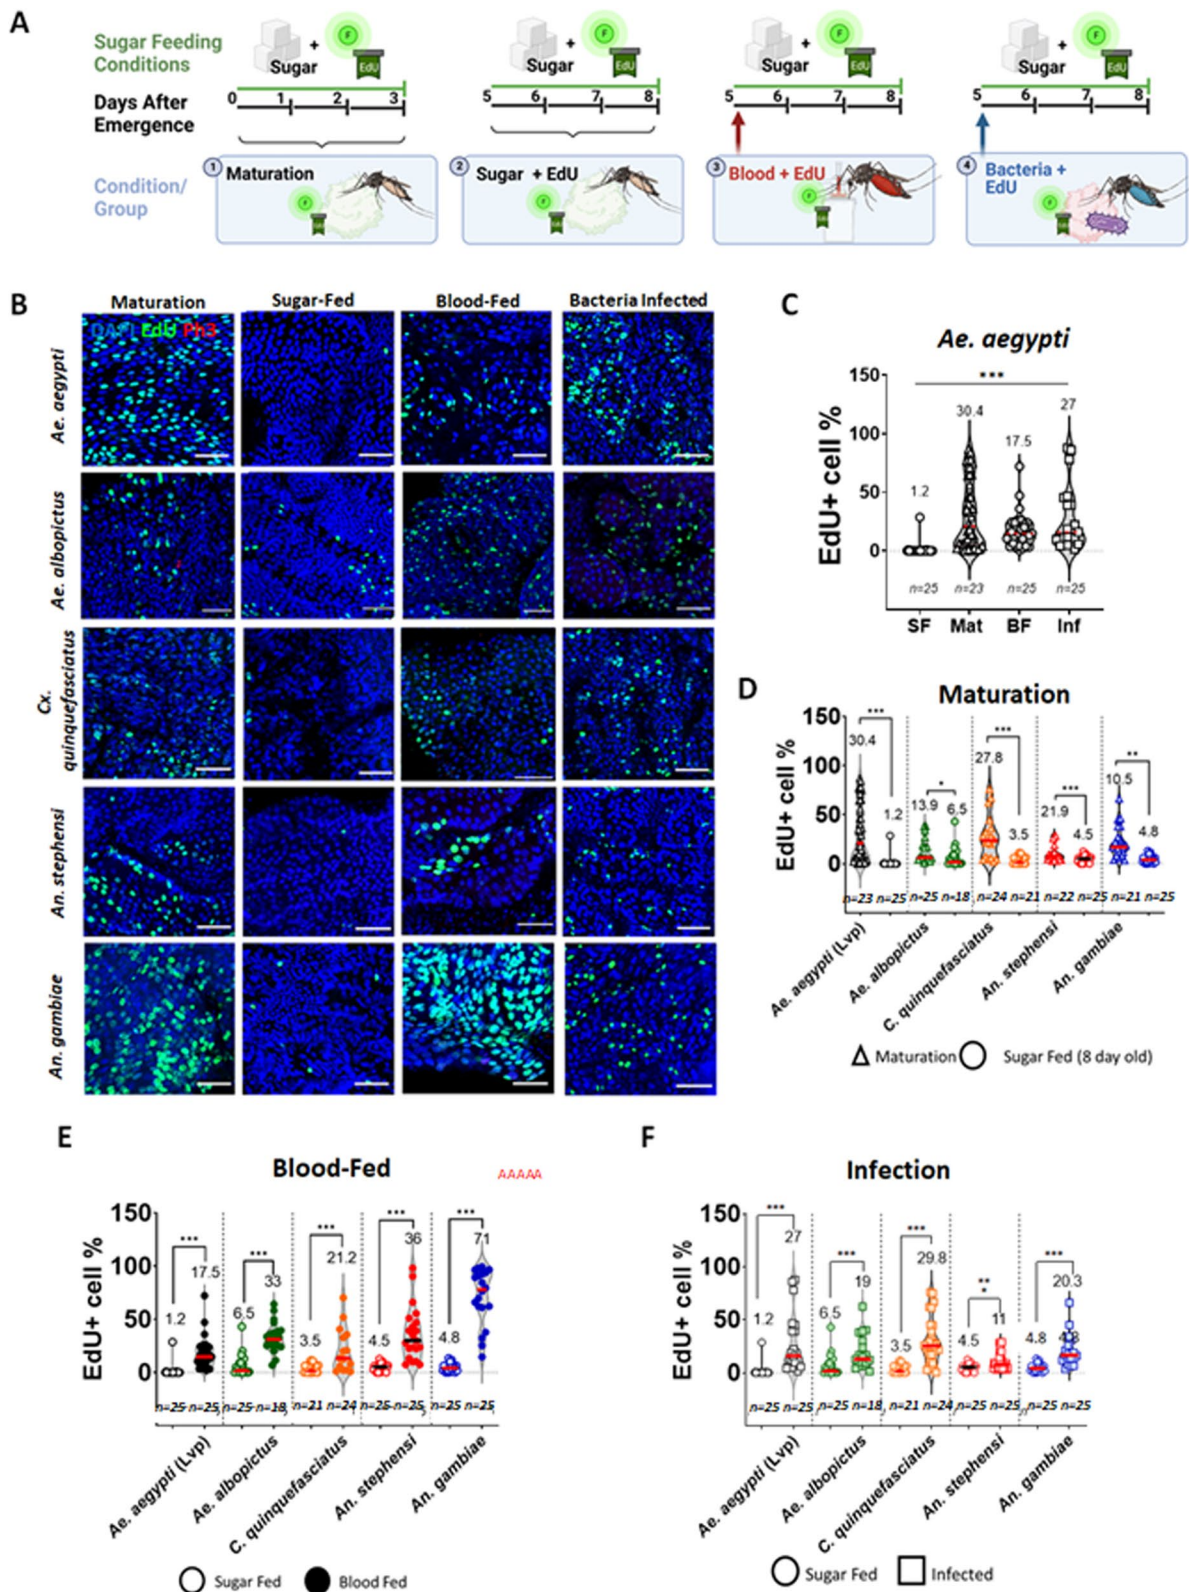 A
Sugar Feeding
Conditions
Days After
Emergence
Condition/
Group
+
Sugar
F
EdU
0 1 2 3
1
Maturation
F
EdU
+
Sugar
F
EdU
5 6 7 8
2
Sugar + EdU
F
EdU
+
Sugar
F
EdU
5 6 7 8
3
Blood + EdU
F
EdU
+
Sugar
F
EdU
5 6 7 8
4
Bacteria +
EdU
F
EdU
B
Maturation Sugar-Fed Blood-Fed Bacteria Infected
DAPI EdU Ph3
Ae. aegypti
Ae. albopictus
Cx.
quinquefasciatus
An. stephensi
An. gambiae
C
Ae. aegypti
EdU+ cell %
150
100
50
0
***
1.2 30.4 17.5 27
n=25 n=23 n=25 n=25
SF Mat BF Inf
D
Maturation
EdU+ cell %
150
100
50
0
*** * *** *** **
30.4 1.2 13.9 6.5 27.8 3.5 21.9 4.5 10.5 4.8
n=23 n=25 n=25 n=18 n=24 n=21 n=22 n=25 n=21 n=25
Ae. aegypti (Lvp)
Ae. albopictus
C. quinquefasciatus
An. stephensi
An. gambiae
Maturation Sugar Fed (8 day old)
E
Blood-Fed
AAAAA
EdU+ cell %
150
100
50
0
*** *** *** *** ***
1.2 17.5 6.5 33 3.5 21.2 4.5 36 4.8 71
n=25 n=25 n=25 n=18 n=21 n=24 n=25 n=25 n=25 n=25
Ae. aegypti (Lvp)
Ae. albopictus
C. quinquefasciatus
An. stephensi
An. gambiae
Sugar Fed Blood Fed
F
Infection
EdU+ cell %
150
100
50
0
*** *** *** ** * ***
1.2 27 6.5 19 3.5 29.8 4.5 11 4.8 20.3
n=25 n=25 n=25 n=18 n=21 n=24 n=25 n=25 n=25 n=25
Ae. aegypti (Lvp)
Ae. albopictus
C. quinquefasciatus
An. stephensi
An. gambiae
Sugar Fed Infected